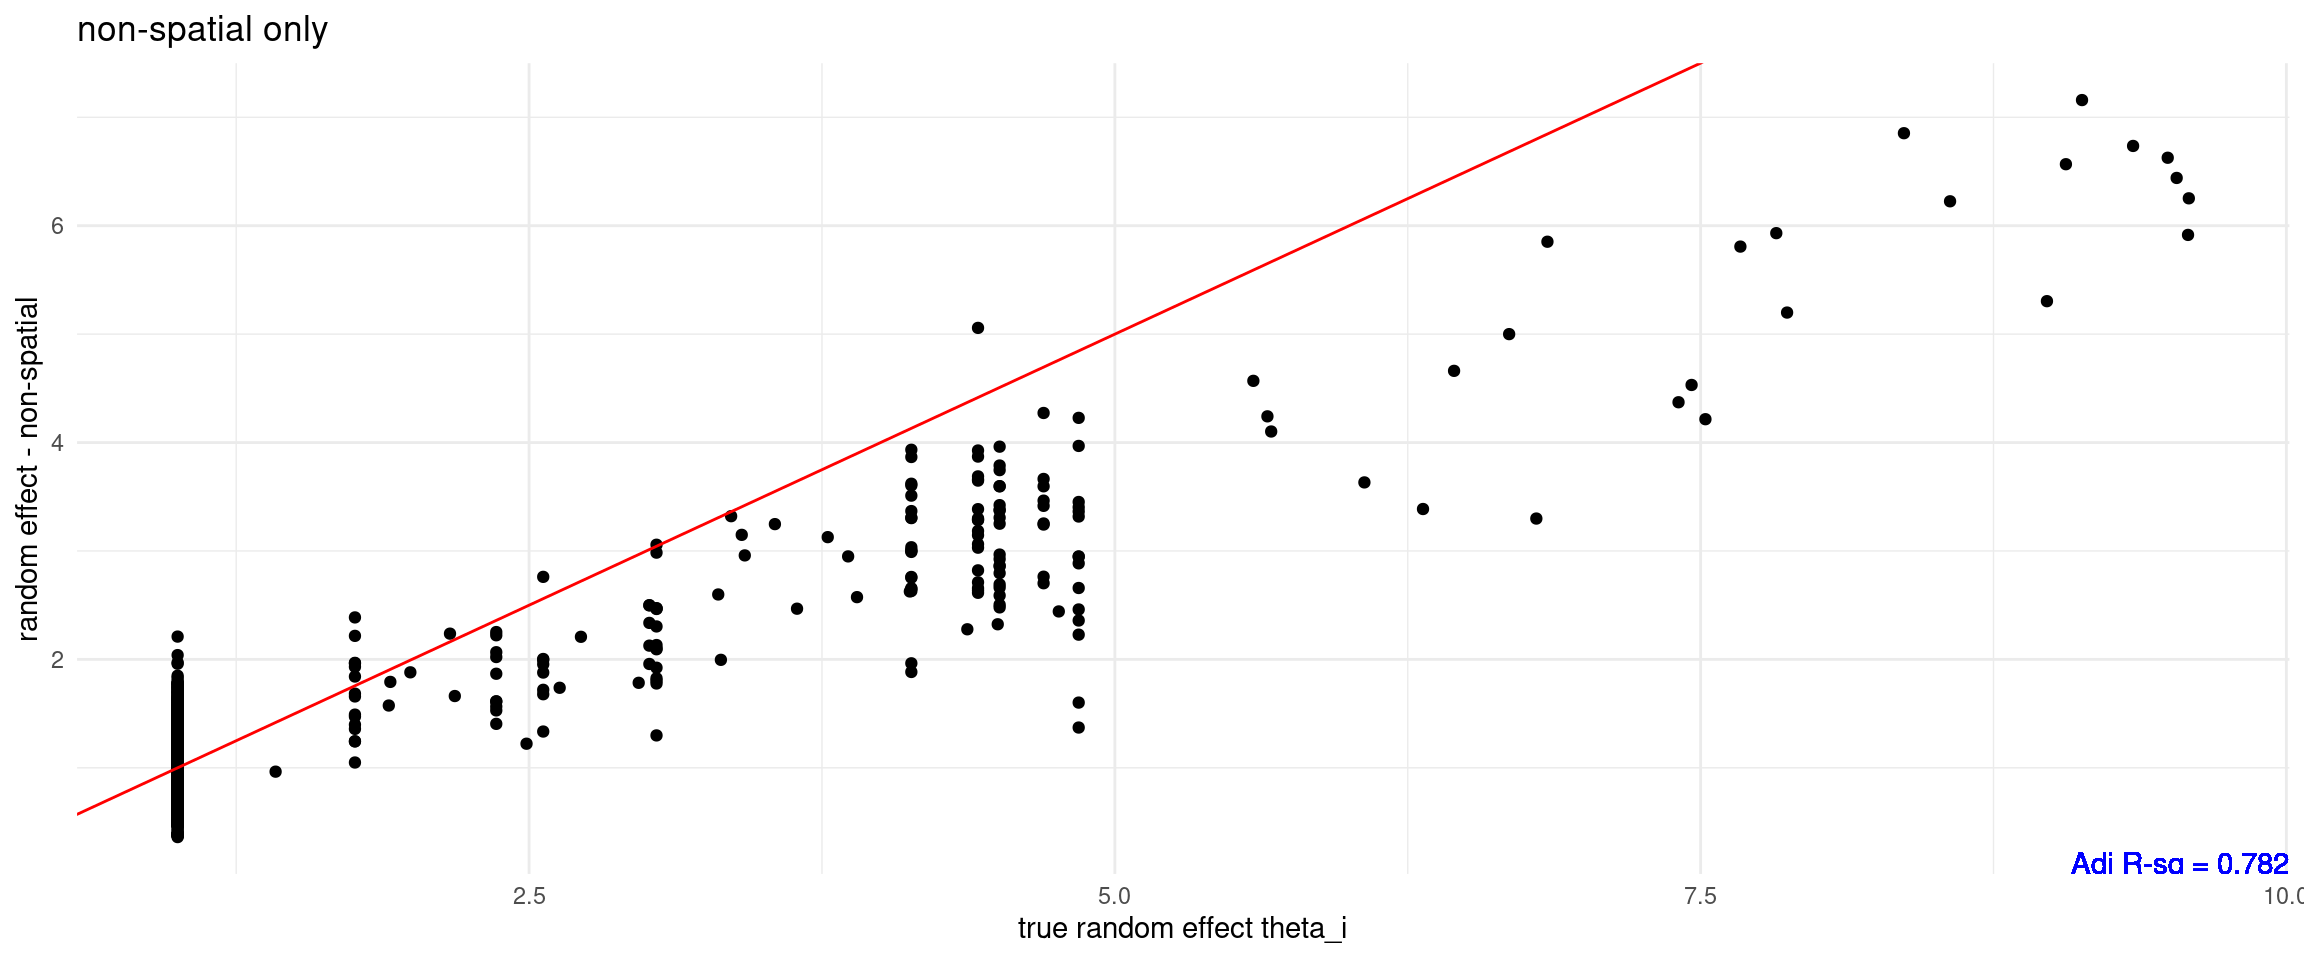 non-spatial only
random effect - non-spatial
6
4
2
2.5
5.0
7.5
10.0
Adj R-sq = 0.782
true random effect theta_i